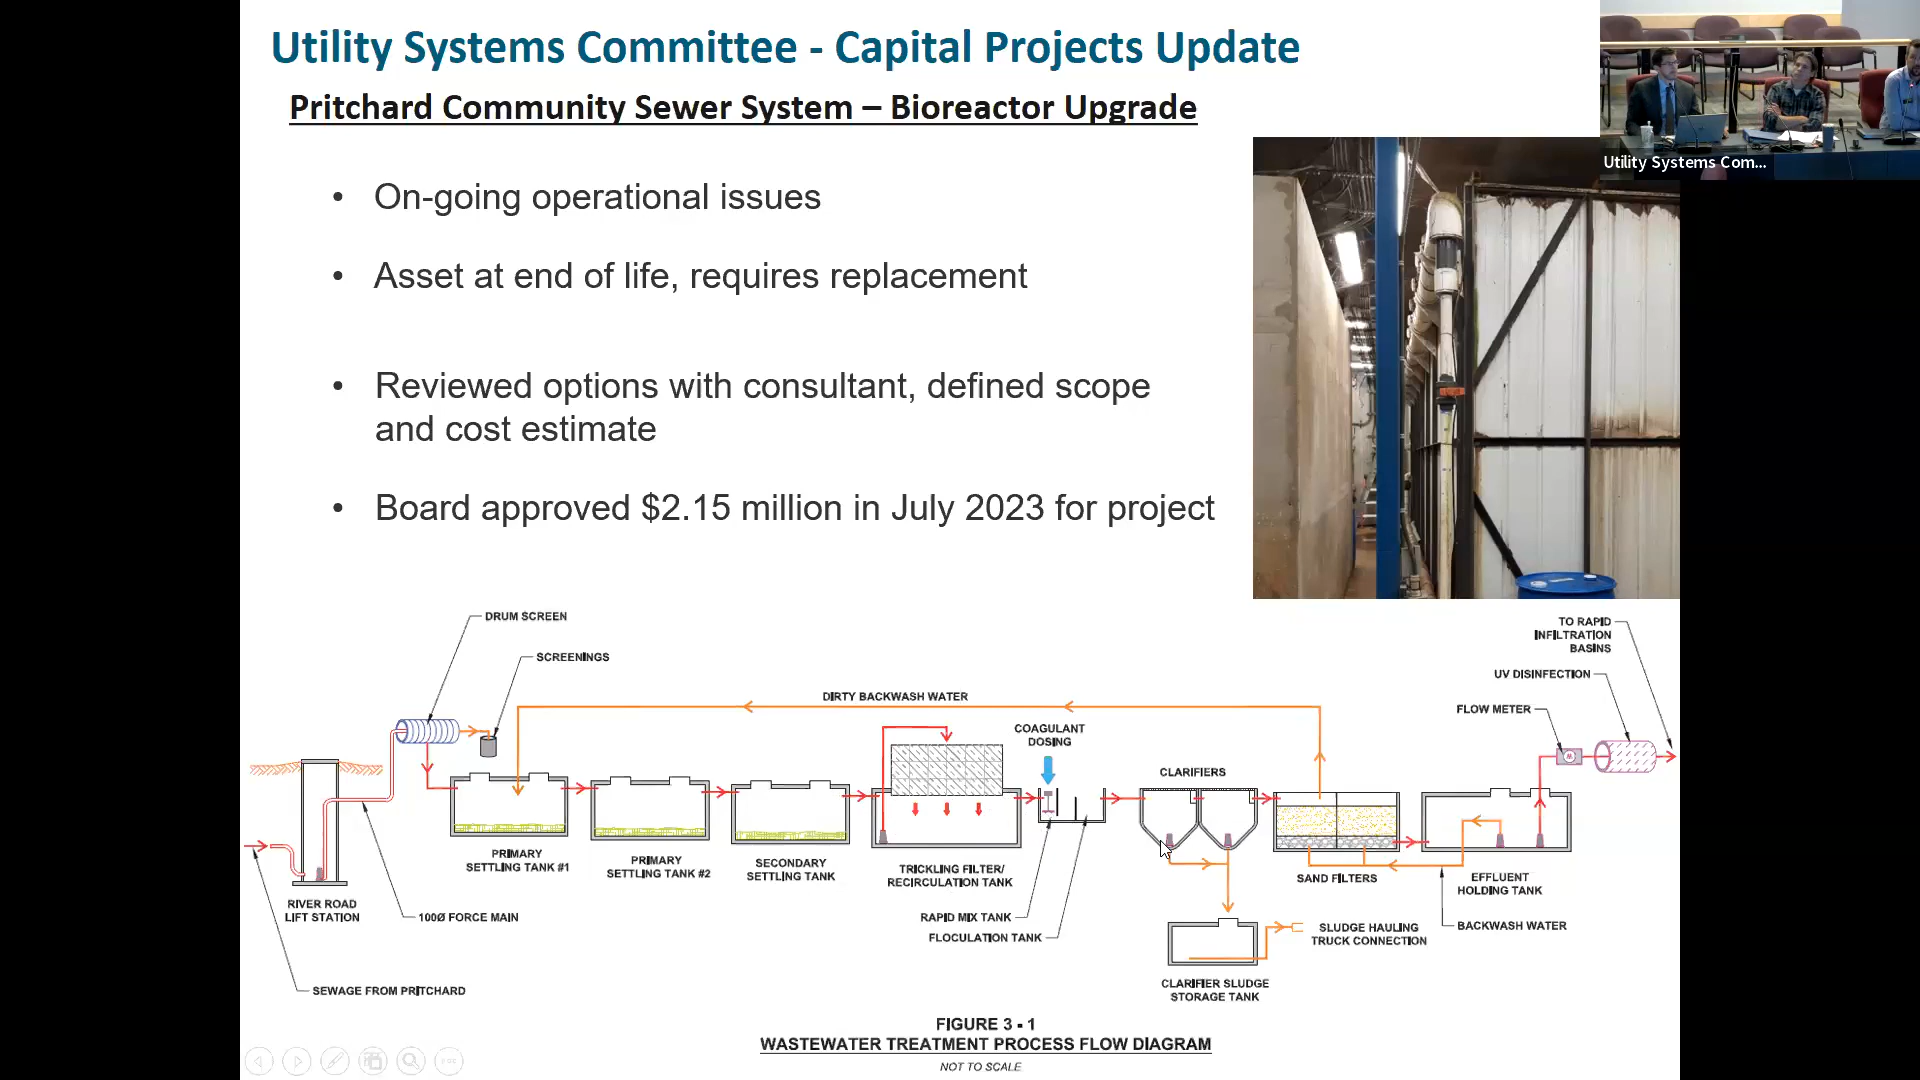 Utility Systems Committee - Capital Projects Update
Pritchard Community Sewer System – Bioreactor Upgrade
Utility Systems Com...
• On-going operational issues
• Asset at end of life, requires replacement
• Reviewed options with consultant, defined scope
and cost estimate
• Board approved $2.15 million in July 2023 for project
DRUM SCREEN
SCREENINGS
DIRTY BACKWASH WATER
COAGULANT
DOSING
CLARIFIERS
TO RAPID
INFILTRATION
BASINS
UV DISINFECTION
FLOW METER
M
PRIMARY
SETTLING TANK #1
PRIMARY
SETTLING TANK #2
SECONDARY
SETTLING TANK
TRICKLING FILTER/
RECIRCULATION TANK
SAND FILTERS
EFFLUENT
HOLDING TANK
RIVER ROAD
LIFT STATION
100Ø FORCE MAIN
RAPID MIX TANK
FLOCULATION TANK
SLUDGE HAULING
TRUCK CONNECTION
BACKWASH WATER
SEWAGE FROM PRITCHARD
CLARIFIER SLUDGE
STORAGE TANK
FIGURE 3 - 1
WASTEWATER TREATMENT PROCESS FLOW DIAGRAM
NOT TO SCALE